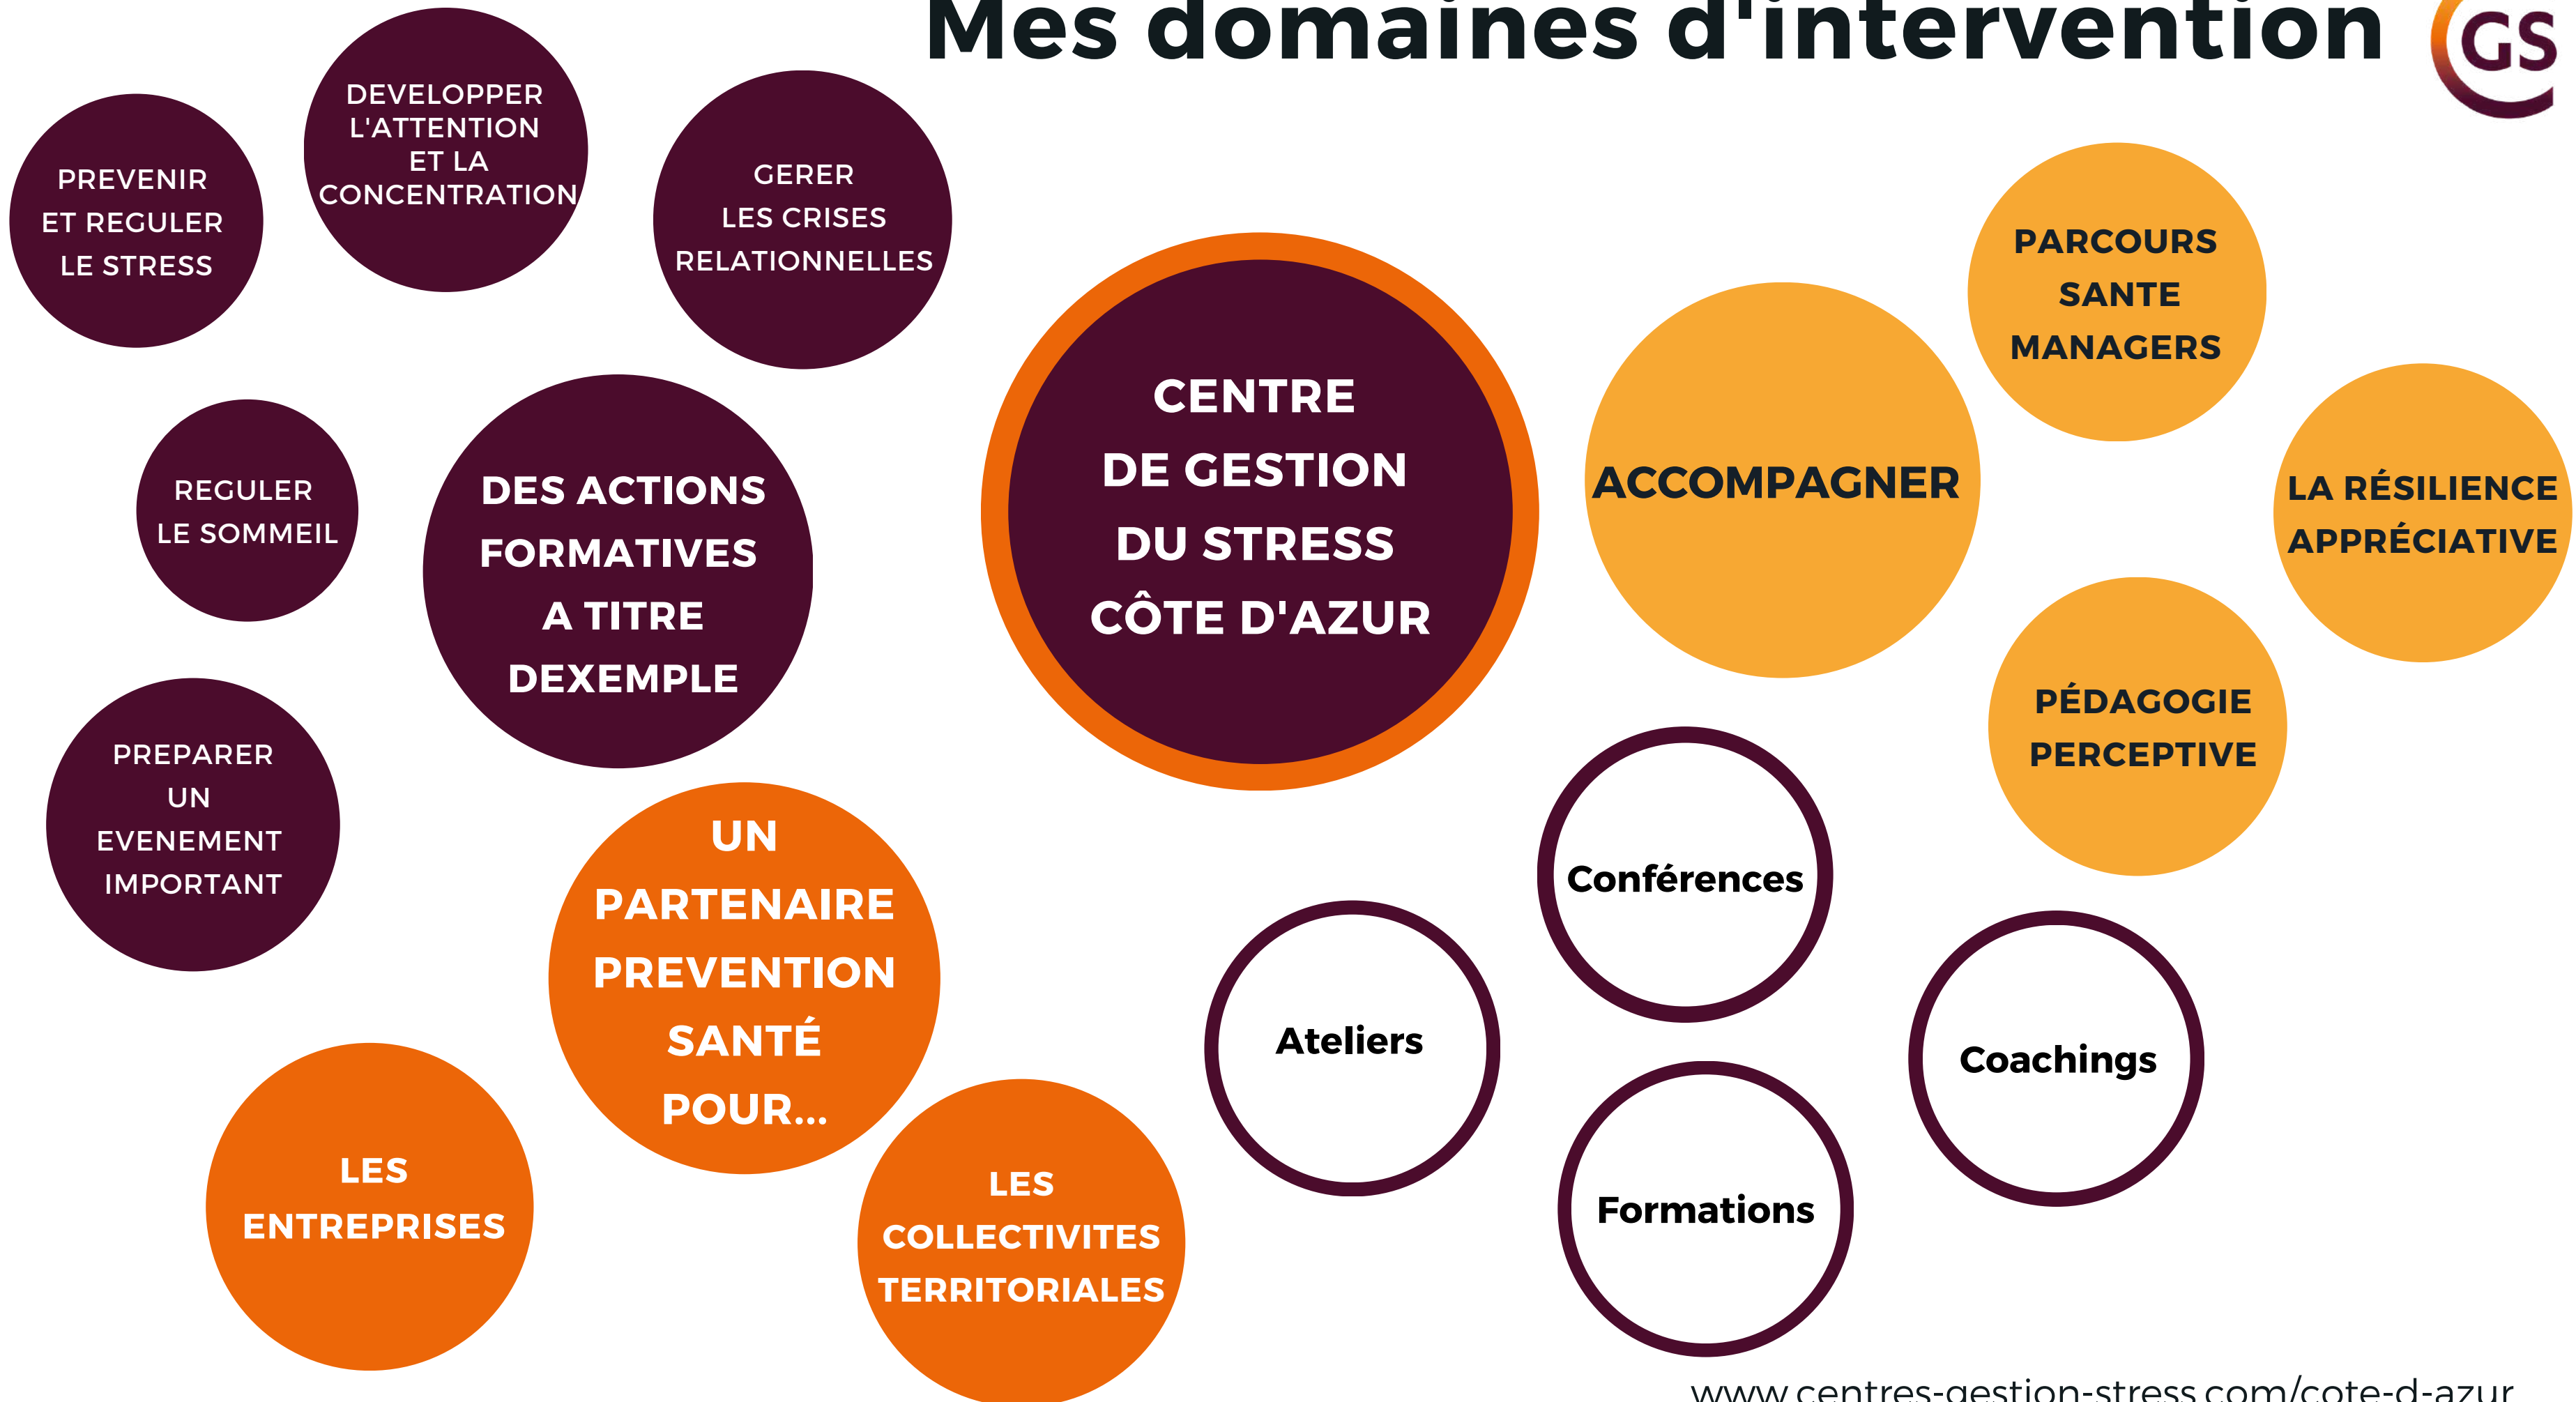 Mes domaines d'intervention
GS
DEVELOPPER
L'ATTENTION
ET LA
CONCENTRATION
PREVENIR
ET REGULER
LE STRESS
GERER
LES CRISES
RELATIONNELLES
REGULER
LE SOMMEIL
DES ACTIONS
FORMATIVES
A TITRE
DEXEMPLE
PREPARER
UN
EVENEMENT
IMPORTANT
CENTRE
DE GESTION
DU STRESS
CÔTE D'AZUR
ACCOMPAGNER
PARCOURS
SANTE
MANAGERS
LA RÉSILIENCE
APPRÉCIATIVE
PÉDAGOGIE
PERCEPTIVE
UN
PARTENAIRE
PREVENTION
SANTÉ
POUR...
LES
ENTREPRISES
LES
COLLECTIVITES
TERRITORIALES
Conférences
Ateliers
Coachings
Formations
www.centres-gestion-stress.com/cote-d-azur